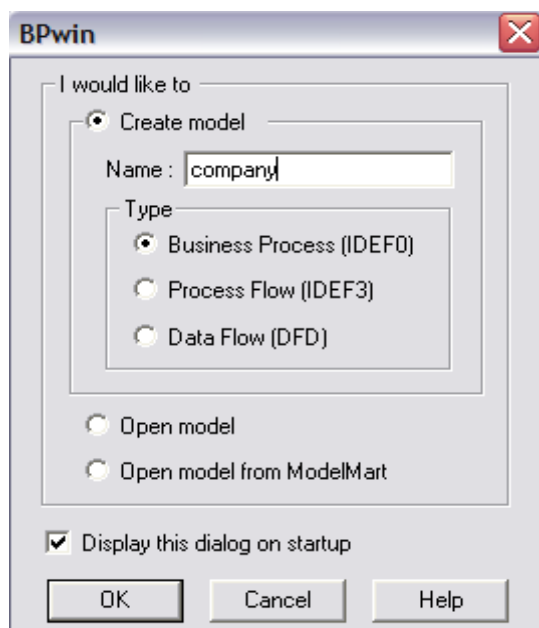 BPwin
I would like to
Create model
Name : company
Type
Business Process (IDEF0)
Process Flow (IDEF3)
Data Flow (DFD)
Open model
Open model from ModelMart
Display this dialog on startup
OK Cancel Help